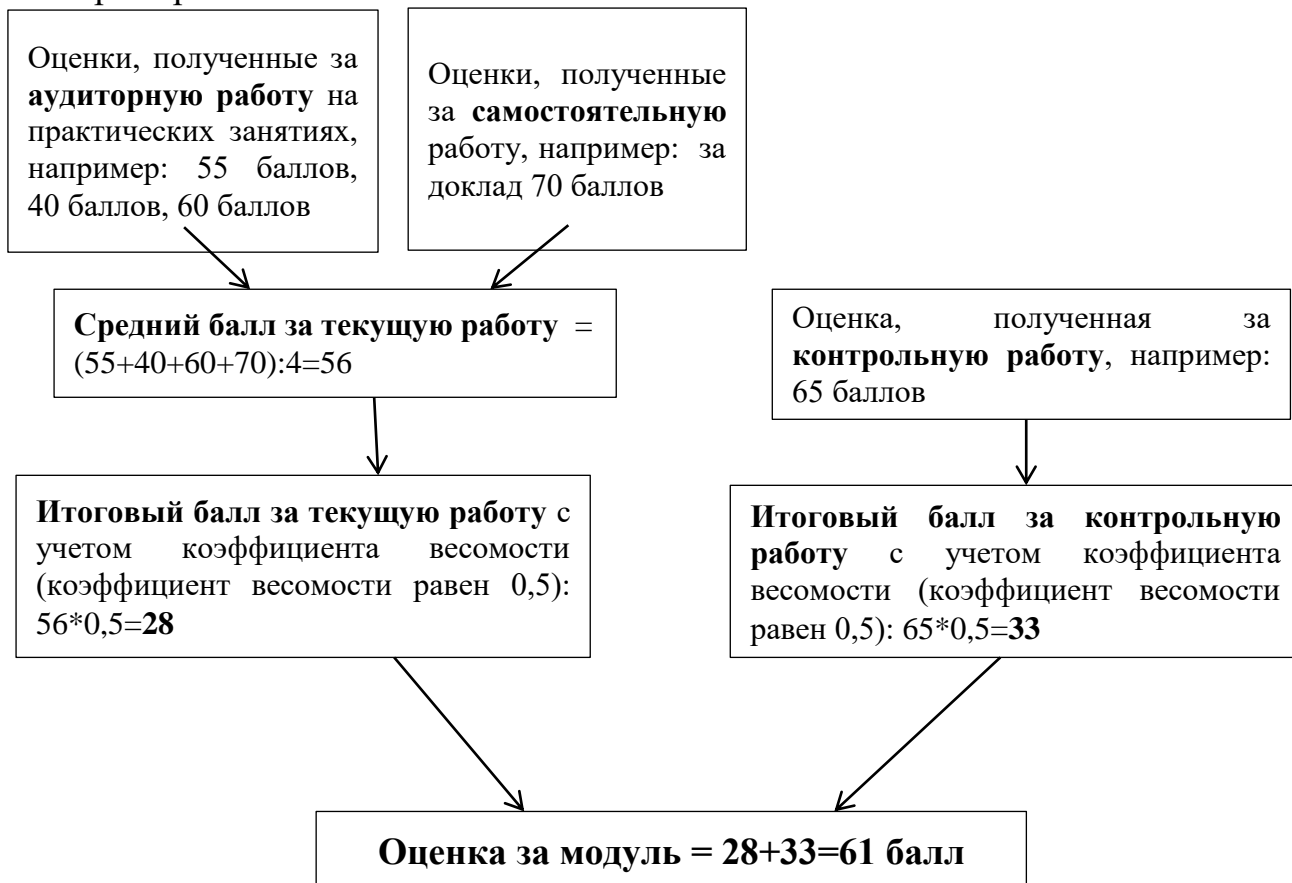 Оценки, полученные за
аудиторную работу на
практических занятиях,
например: 55 баллов,
40 баллов, 60 баллов
Оценки, полученные
за самостоятельную
работу, например: за
доклад 70 баллов
Средний балл за текущую работу =
(55+40+60+70):4=56
Оценка, полученная за
контрольную работу, например:
65 баллов
Итоговый балл за текущую работу с
учетом коэффициента весомости
(коэффициент весомости равен 0,5):
56*0,5=28
Итоговый балл за контрольную
работу с учетом коэффициента
весомости (коэффициент весомости
равен 0,5): 65*0,5=33
Оценка за модуль = 28+33=61 балл